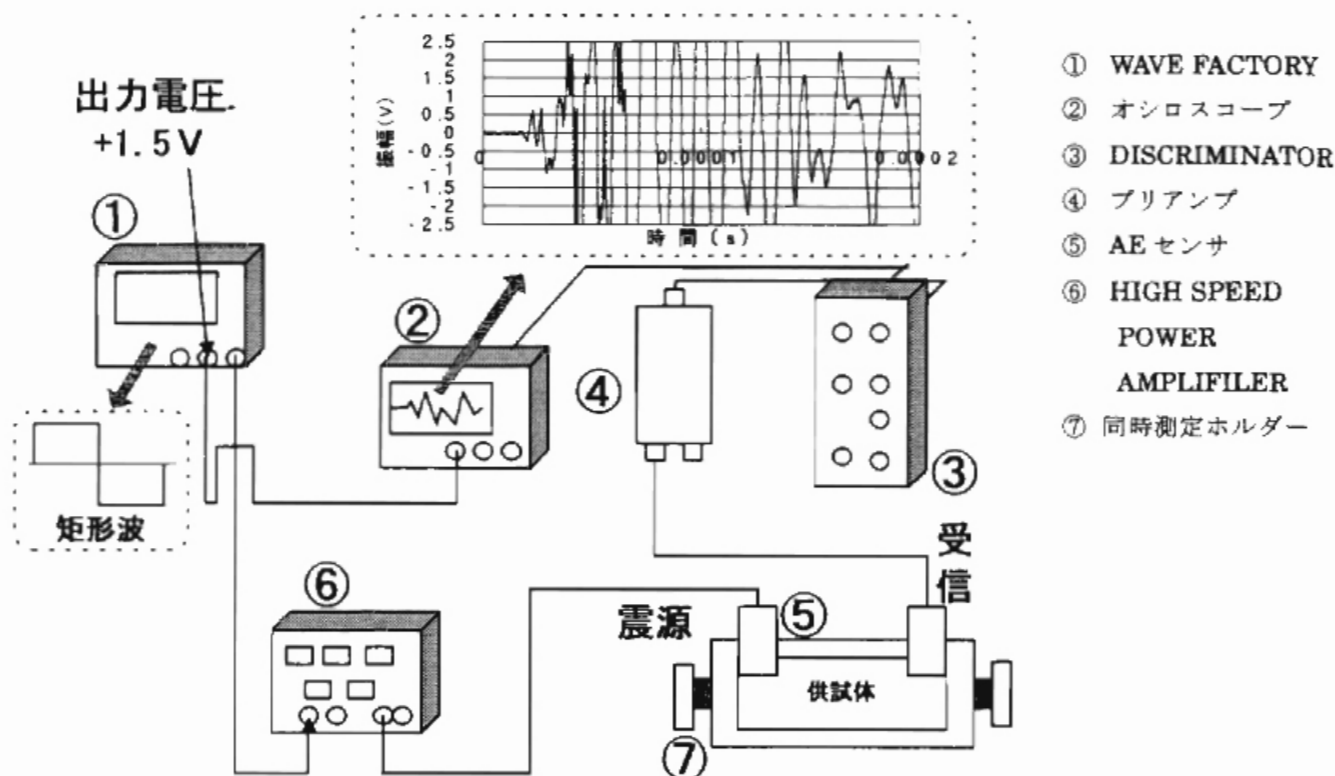 出力電圧
+1.5V
①
矩形波
振幅(V)
2.5
2
1.5
1
0.5
0
-0.5
-1
-1.5
-2
-2.5
0
0.0001
0.0002
時間(s)
②
④
③
⑥
震源
⑤
受信
供試体
⑦
① WAVE FACTORY
② オシロスコープ
③ DISCRIMINATOR
④ プリアンプ
⑤ AEセンサ
⑥ HIGH SPEED
POWER
AMPLIFILER
⑦ 同時測定ホルダー